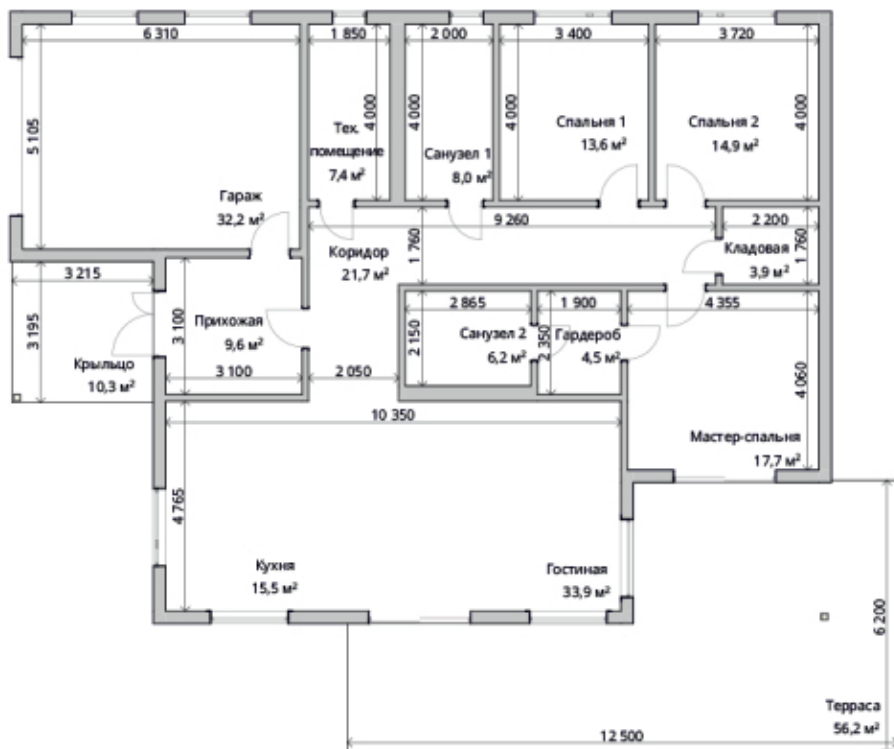 6 310
1 850
2 000
3 400
3 720
5 105
4 000
4 000
4 000
4 000
Тех.
помещение
7,4 м²
Санузел 1
8,0 м²
Спальня 1
13,6 м²
Спальня 2
14,9 м²
Гараж
32,2 м²
9 260
2 200
1 760
1 760
Коридор
21,7 м²
Кладовая
3,9 м²
3 215
3 195
3 100
Прихожая
9,6 м²
3 100
Крыльцо
10,3 м²
2 050
2 865
1 900
4 355
2 150
Санузел 2
6,2 м²
2 350
Гардероб
4,5 м²
4 060
10 350
Мастер-спальня
17,7 м²
4 765
Кухня
15,5 м²
Гостиная
33,9 м²
6 200
Терраса
56,2 м²
12 500